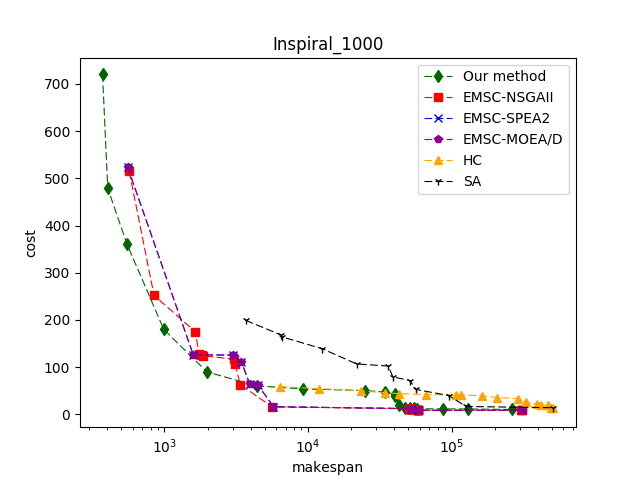 Inspiral_1000
Our method
EMSC-NSGAII
EMSC-SPEA2
EMSC-MOEA/D
HC
SA
cost
700
600
500
400
300
200
100
0
10³
10⁴
10⁵
makespan